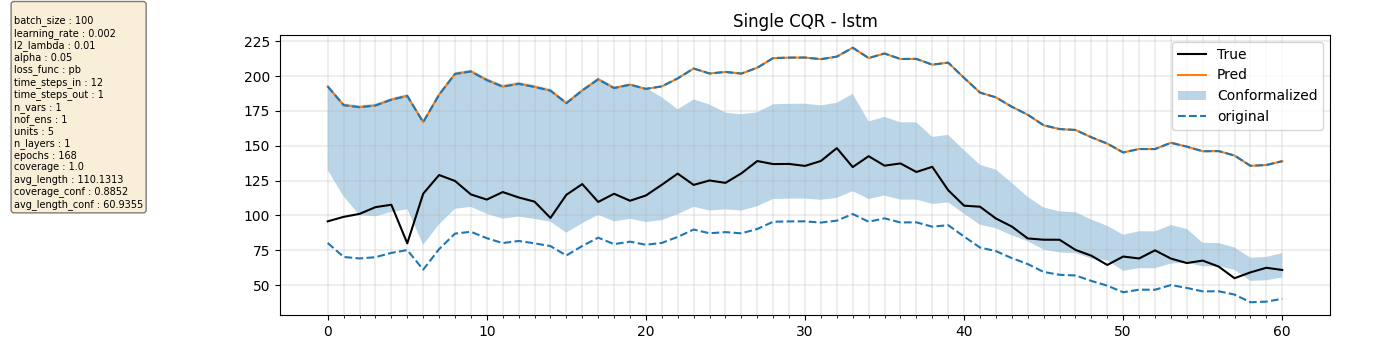 batch_size : 100
learning_rate : 0.002
l2_lambda : 0.01
alpha : 0.05
loss_func : pb
time_steps_in : 12
time_steps_out : 1
n_vars : 1
nof_ens : 1
units : 5
n_layers : 1
epochs : 168
coverage : 1.0
avg_length : 110.1313
coverage_conf : 0.8852
avg_length_conf : 60.9355
Single CQR - lstm
225
200
175
150
125
100
75
50
0 10 20 30 40 50 60
True
Pred
Conformalized
original